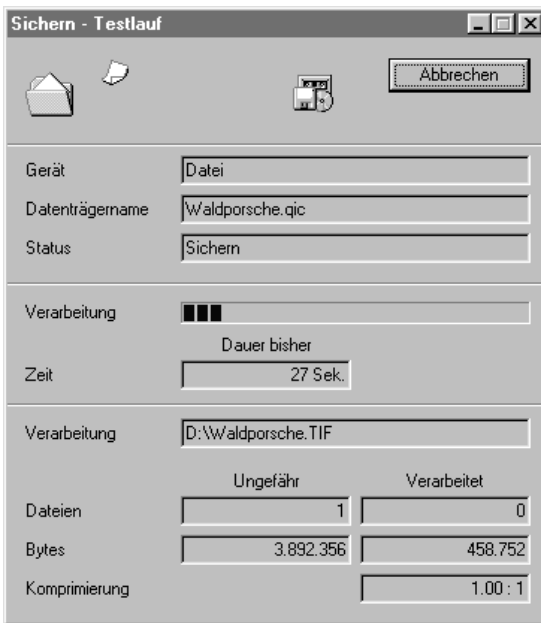 Sichern - Testlauf
Abbrechen
Gerät Datei
Datenträgername Waldporsche.qic
Status Sichern
Verarbeitung
Dauer bisher
Zeit 27 Sek.
Verarbeitung D:\Waldporsche.TIF
Ungefähr Verarbeitet
Dateien 1 0
Bytes 3.892.356 458.752
Komprimierung 1.00 : 1